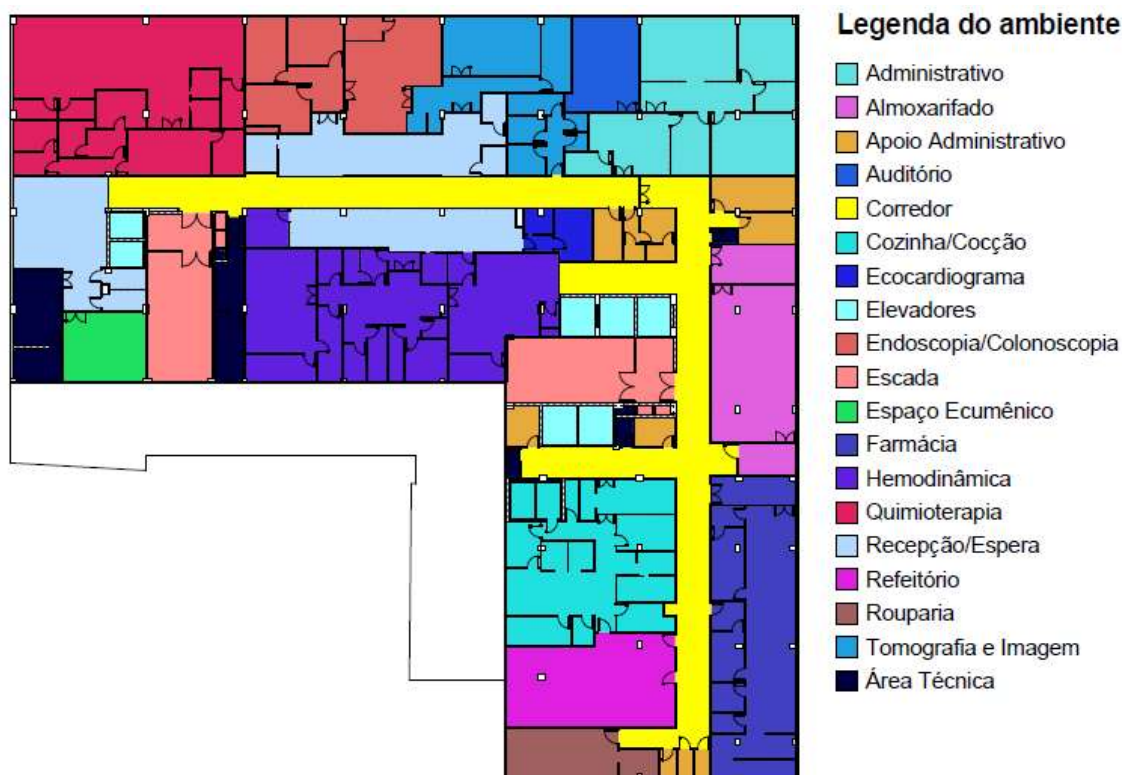 Legenda do ambiente
Administrativo
Almoxarifado
Apoio Administrativo
Auditório
Corredor
Cozinha/Cocção
Ecocardiograma
Elevadores
Endoscopia/Colonoscopia
Escada
Espaço Ecumênico
Farmácia
Hemodinâmica
Quimioterapia
Recepção/Espera
Refeitório
Rouparia
Tomografia e Imagem
Área Técnica